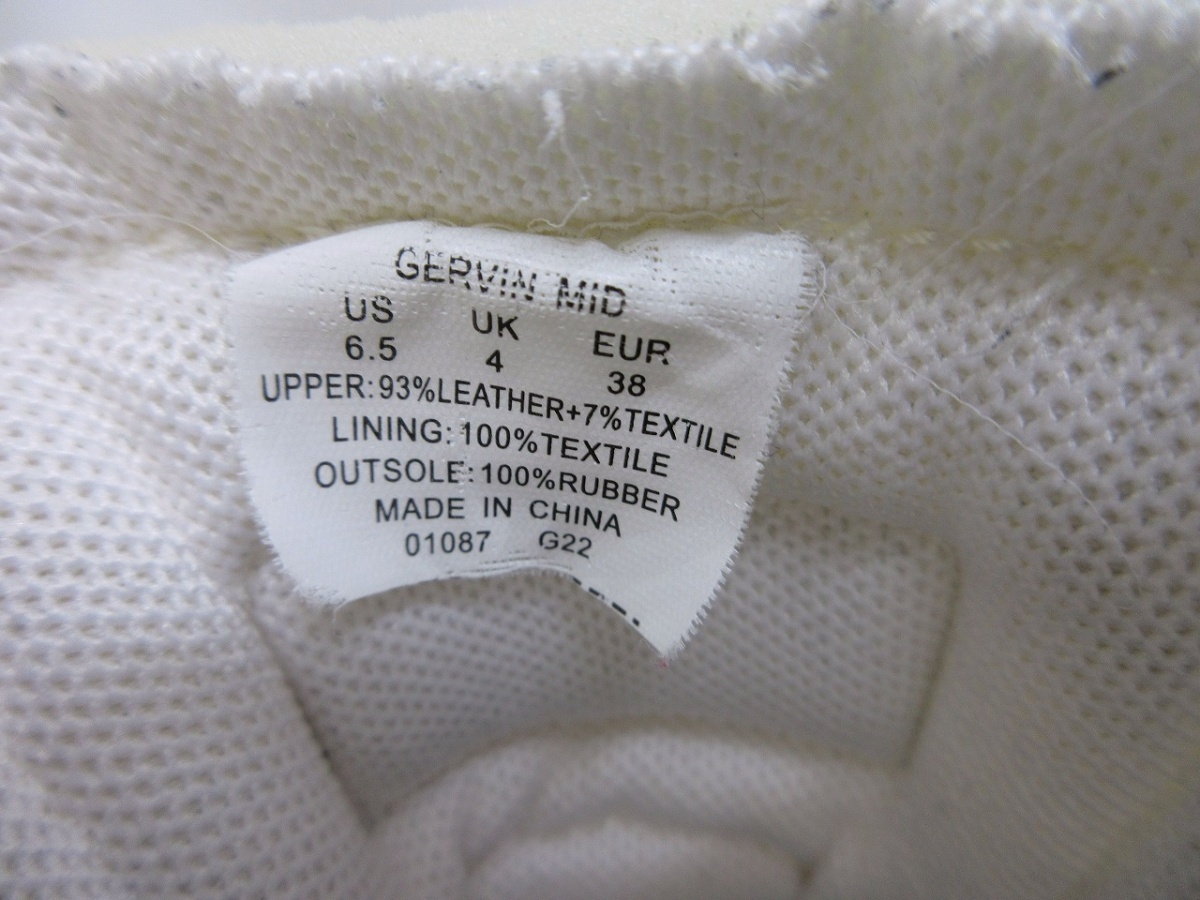 GERVIN MID
US UK EUR
6.5 4 38
UPPER:93%LEATHER+7%TEXTILE
LINING:100%TEXTILE
OUTSOLE:100%RUBBER
MADE IN CHINA
01087 G22